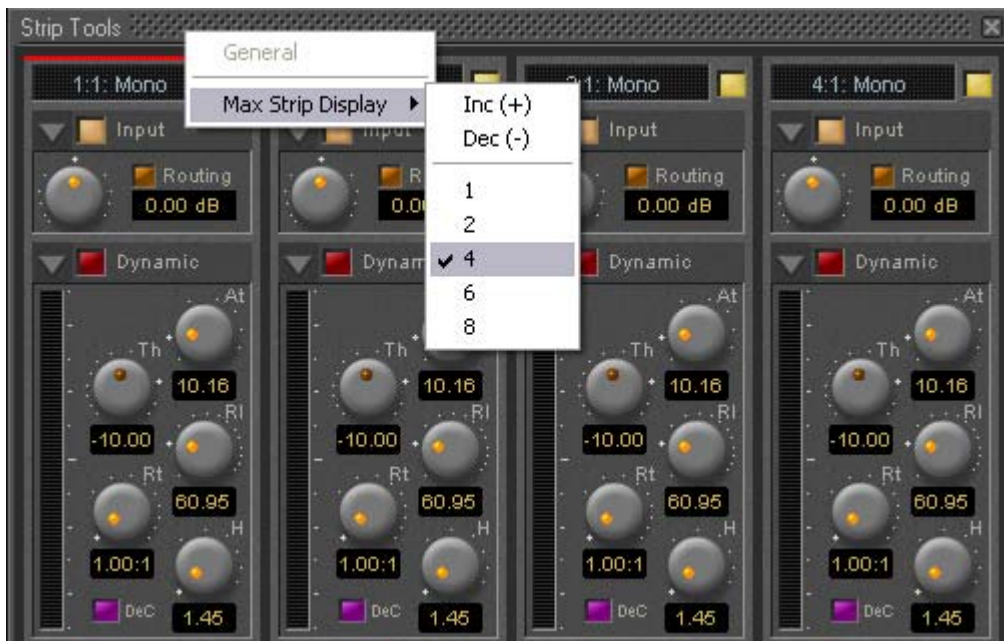 Strip Tools
General
Max Strip Display
Inc (+)
Dec (-)
1
2
4
6
8
1:1: Mono
Input
Routing
0.00 dB
Dynamic
At
Th
10.16
Rl
-10.00
Rt
60.95
H
1.00:1
DeC
1.45
Input
Th
10.16
Rl
-10.00
Rt
60.95
H
1.00:1
DeC
1.45
: Mono
Input
Routing
0.00 dB
Dynamic
At
Th
10.16
Rl
-10.00
Rt
60.95
H
1.00:1
DeC
1.45
4:1: Mono
Input
Routing
0.00 dB
Dynamic
At
Th
10.16
Rl
-10.00
Rt
60.95
H
1.00:1
DeC
1.45